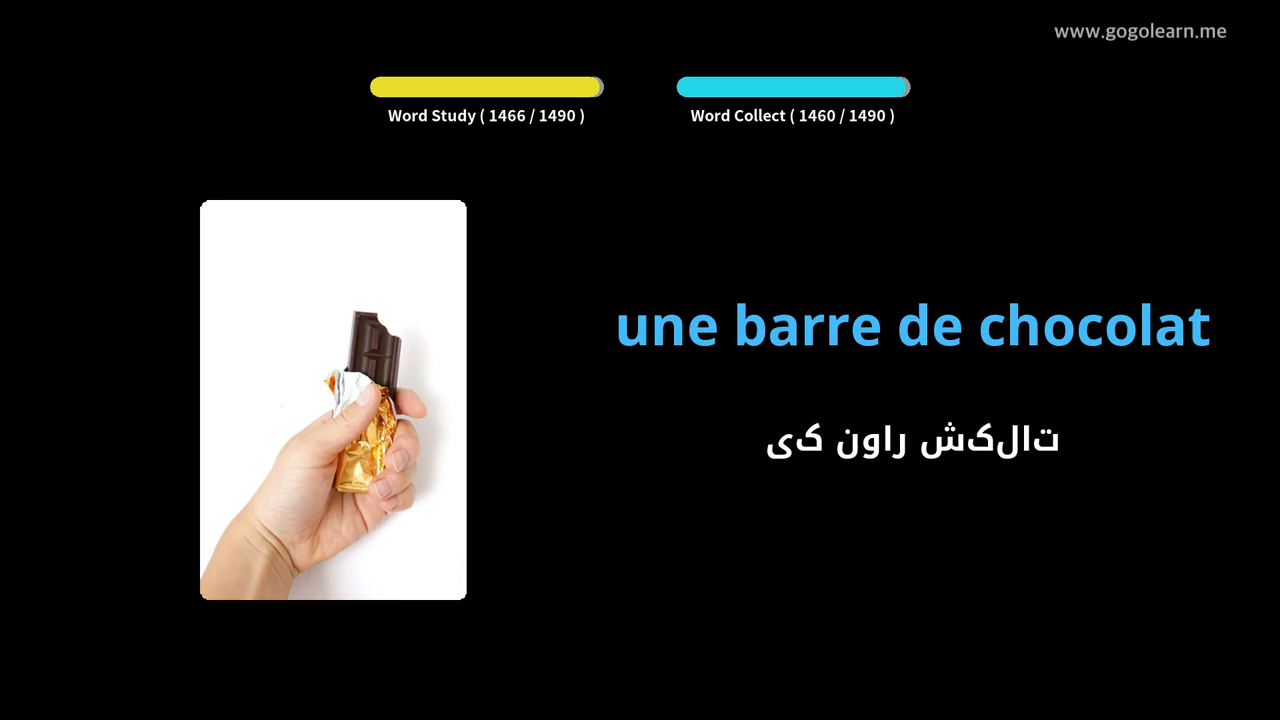 www.gogolearn.me
Word Study ( 1466 / 1490 )
Word Collect ( 1460 / 1490 )
une barre de chocolat
تالکش راون کی